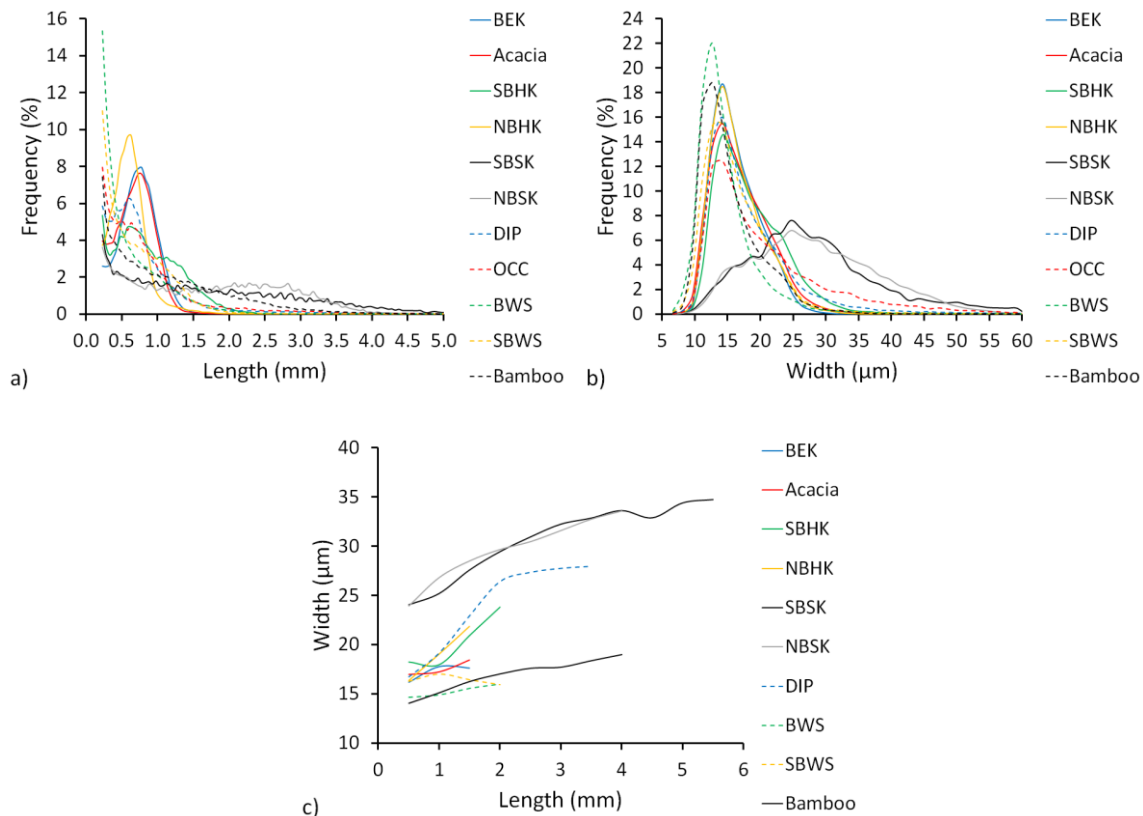 16
14
12
10
8
6
4
2
0
Frequency (%)
0.0 0.5 1.0 1.5 2.0 2.5 3.0 3.5 4.0 4.5 5.0
Length (mm)
a)
BEK
Acacia
SBHK
NBHK
SBSK
NBSK
DIP
OCC
BWS
SBWS
Bamboo
24
22
20
18
16
14
12
10
8
6
4
2
0
Frequency (%)
5 10 15 20 25 30 35 40 45 50 55 60
Width (μm)
b)
BEK
Acacia
SBHK
NBHK
SBSK
NBSK
DIP
OCC
BWS
SBWS
Bamboo
40
35
30
25
20
15
10
Width (μm)
0 1 2 3 4 5 6
Length (mm)
c)
BEK
Acacia
SBHK
NBHK
SBSK
NBSK
DIP
BWS
SBWS
Bamboo